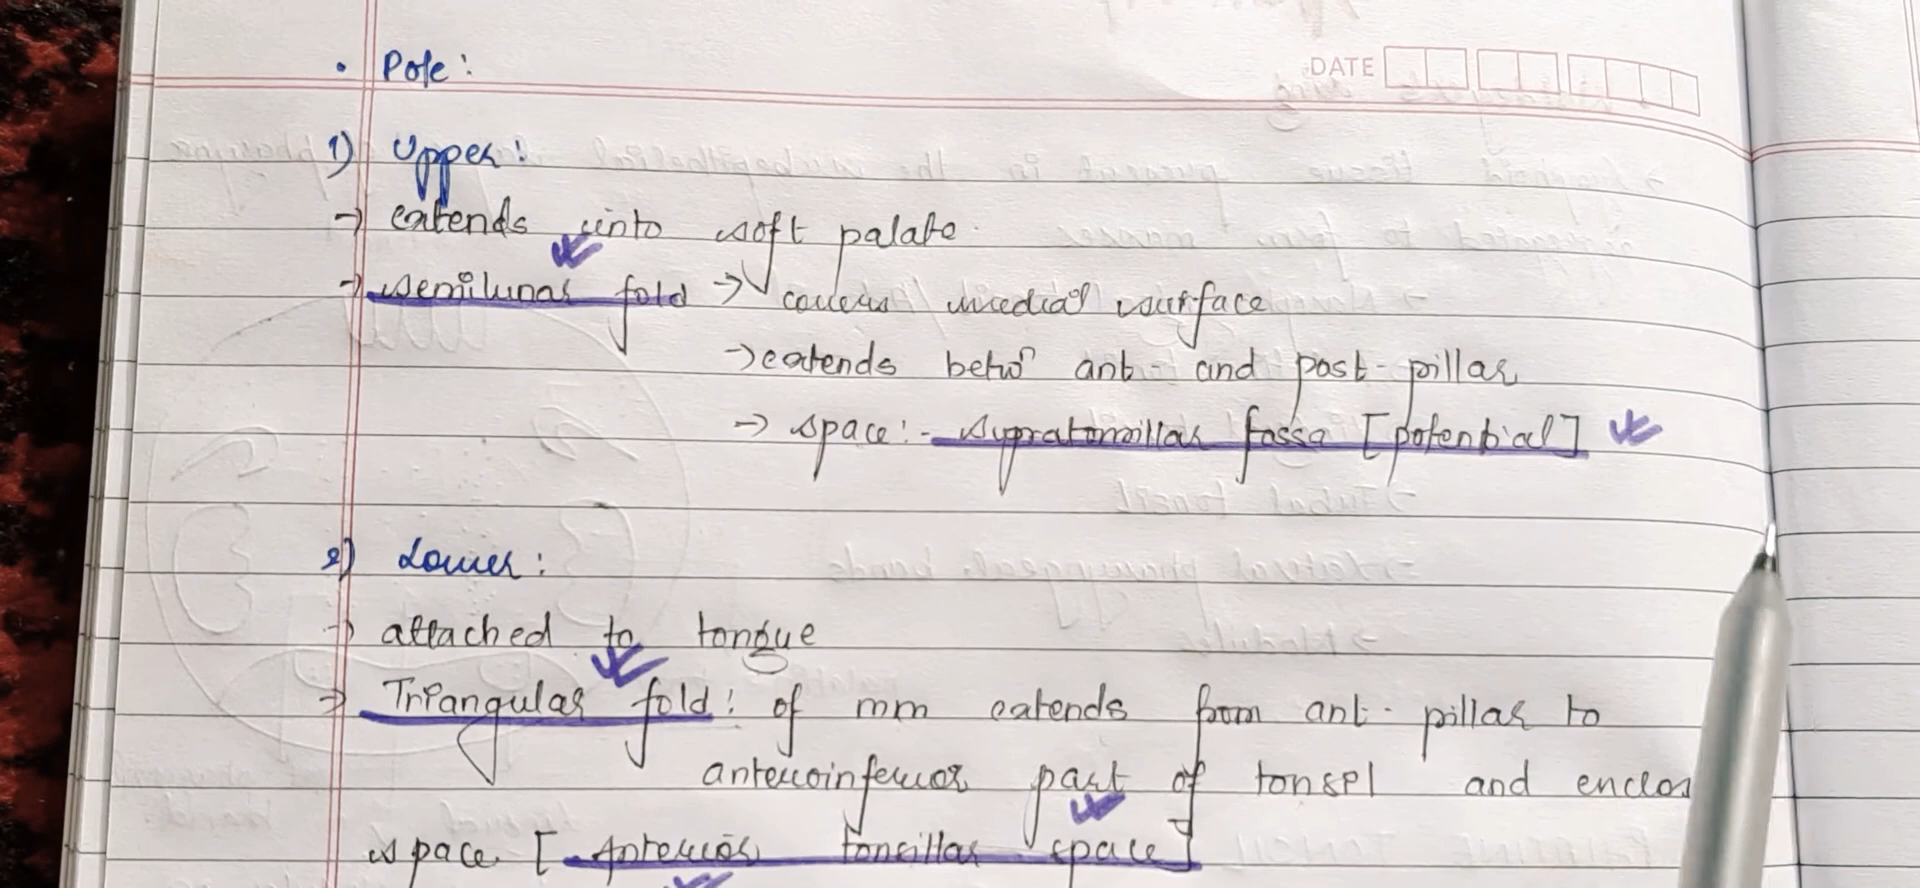 DATE
• Pole:
1) Upper:
→ extends into soft palate.
→ semilunar fold → covers medial surface
→ extends betwn ant. and post. pillar
→ space:- supratonsillar fossa [potential]
2) Lower:
→ attached to tongue
→ Triangular fold: of mm extends from ant. pillar to
anteroinferior part of tonsil and enclos
space [Anterior tonsillar space]